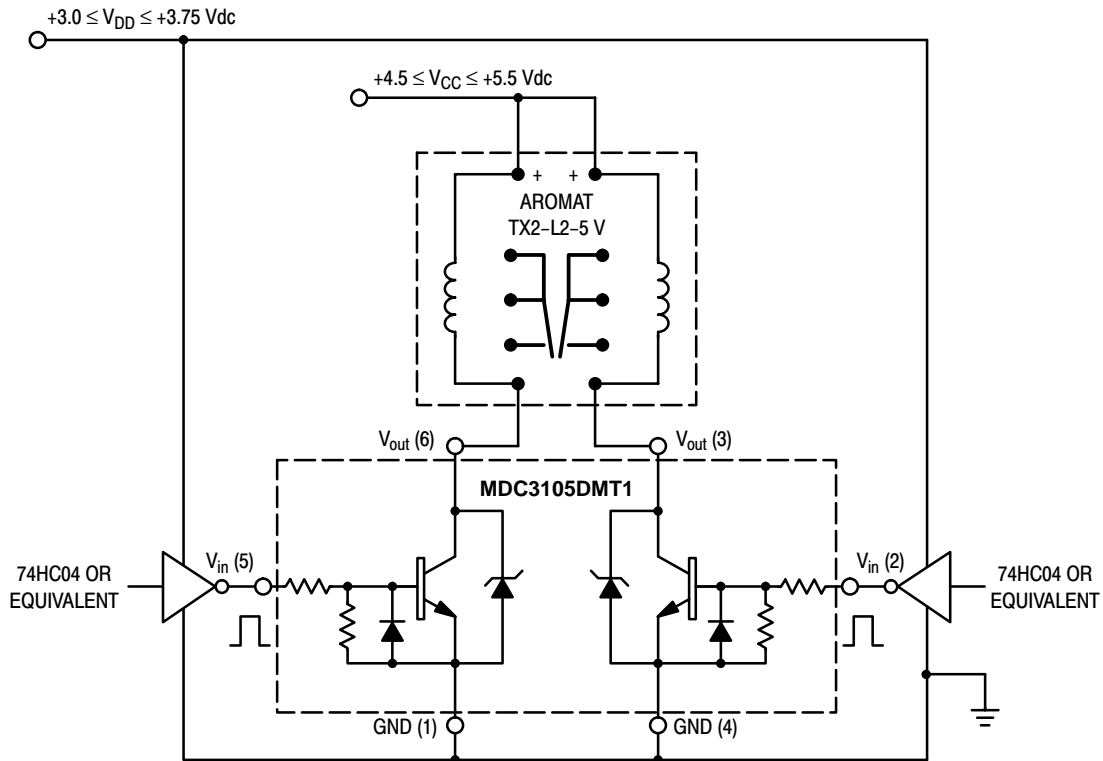 +3.0 ≤ VDD ≤ +3.75 Vdc
+4.5 ≤ VCC ≤ +5.5 Vdc
+ +
AROMAT
TX2–L2–5 V
Vout (6)
Vout (3)
MDC3105DMT1
74HC04 OR
EQUIVALENT
Vin (5)
Vin (2)
74HC04 OR
EQUIVALENT
GND (1)
GND (4)